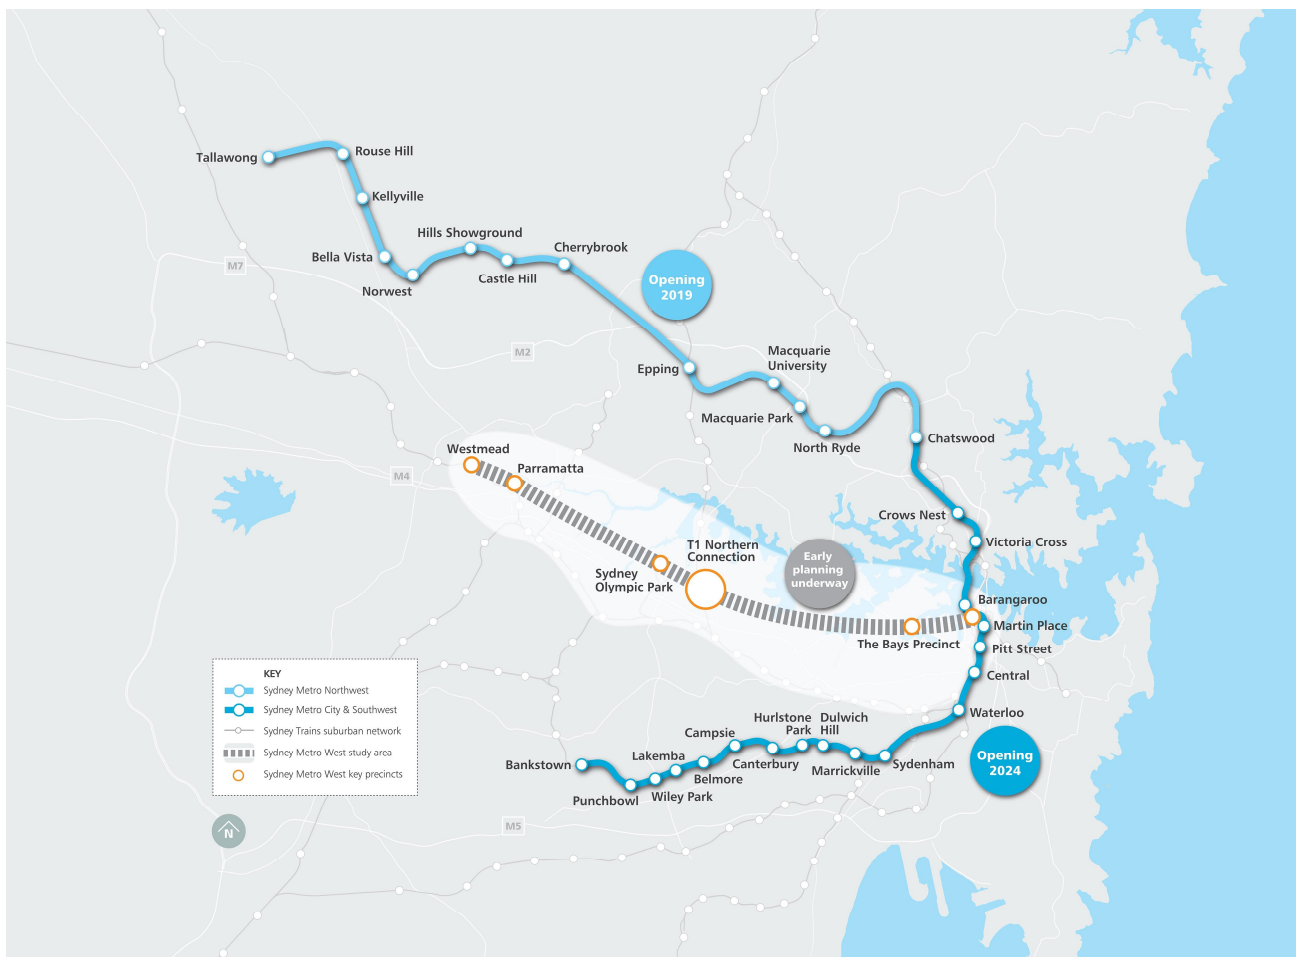 Tallawong
Rouse Hill
Kellyville
Bella Vista
Norwest
Hills Showground
Castle Hill
Cherrybrook
Opening
2019
M7
M2
Epping
Macquarie
University
Macquarie Park
North Ryde
Chatswood
Westmead
Parramatta
M4
Crows Nest
Victoria Cross
T1 Northern
Connection
Sydney
Olympic Park
Early
planning
underway
Barangaroo
Martin Place
The Bays Precinct
Pitt Street
Central
Waterloo
KEY
Sydney Metro Northwest
Sydney Metro City & Southwest
Sydney Trains suburban network
Sydney Metro West study area
Sydney Metro West key precincts
Hurlstone
Park
Dulwich
Hill
Campsie
Lakemba
Bankstown
Canterbury
Belmore
Marrickville
Sydenham
Punchbowl
Wiley Park
Opening
2024
M5
N